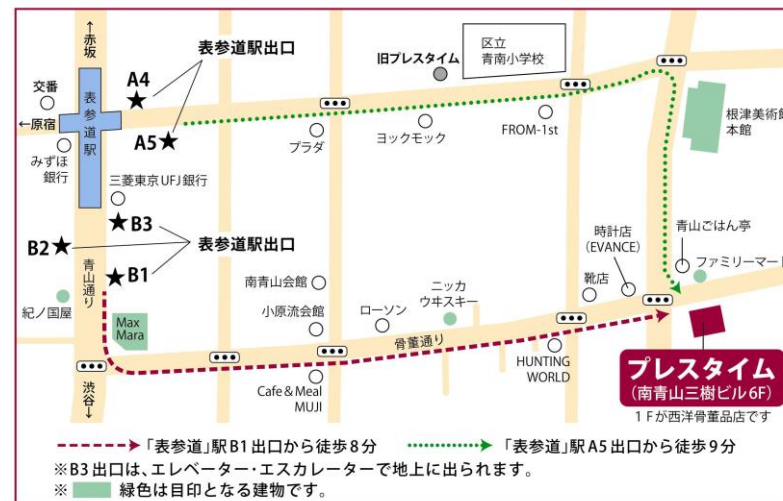 ←赤坂
表参道駅出口
A4
交番
表参道駅
←原宿
A5
みずほ
銀行
三菱東京UFJ銀行
旧プレスタイム
区立
青南小学校
プラダ
ヨックモック
FROM-1st
根津美術館
本館
B3
B2
表参道駅出口
B1
青山通り
紀ノ国屋
Max
Mara
南青山会館
小原流会館
ローソン
ニッカ
ウヰスキー
骨董通り
時計店
(EVANCE)
靴店
青山ごはん亭
ファミリーマート
HUNTING
WORLD
Cafe & Meal
MUJI
渋谷→
プレスタイム
(南青山三樹ビル6F)
1Fが西洋骨董品店です
「表参道」駅B1出口から徒歩8分
「表参道」駅A5出口から徒歩9分
※B3出口は、エレベーター・エスカレーターで地上に出られます。
※ 緑色は目印となる建物です。